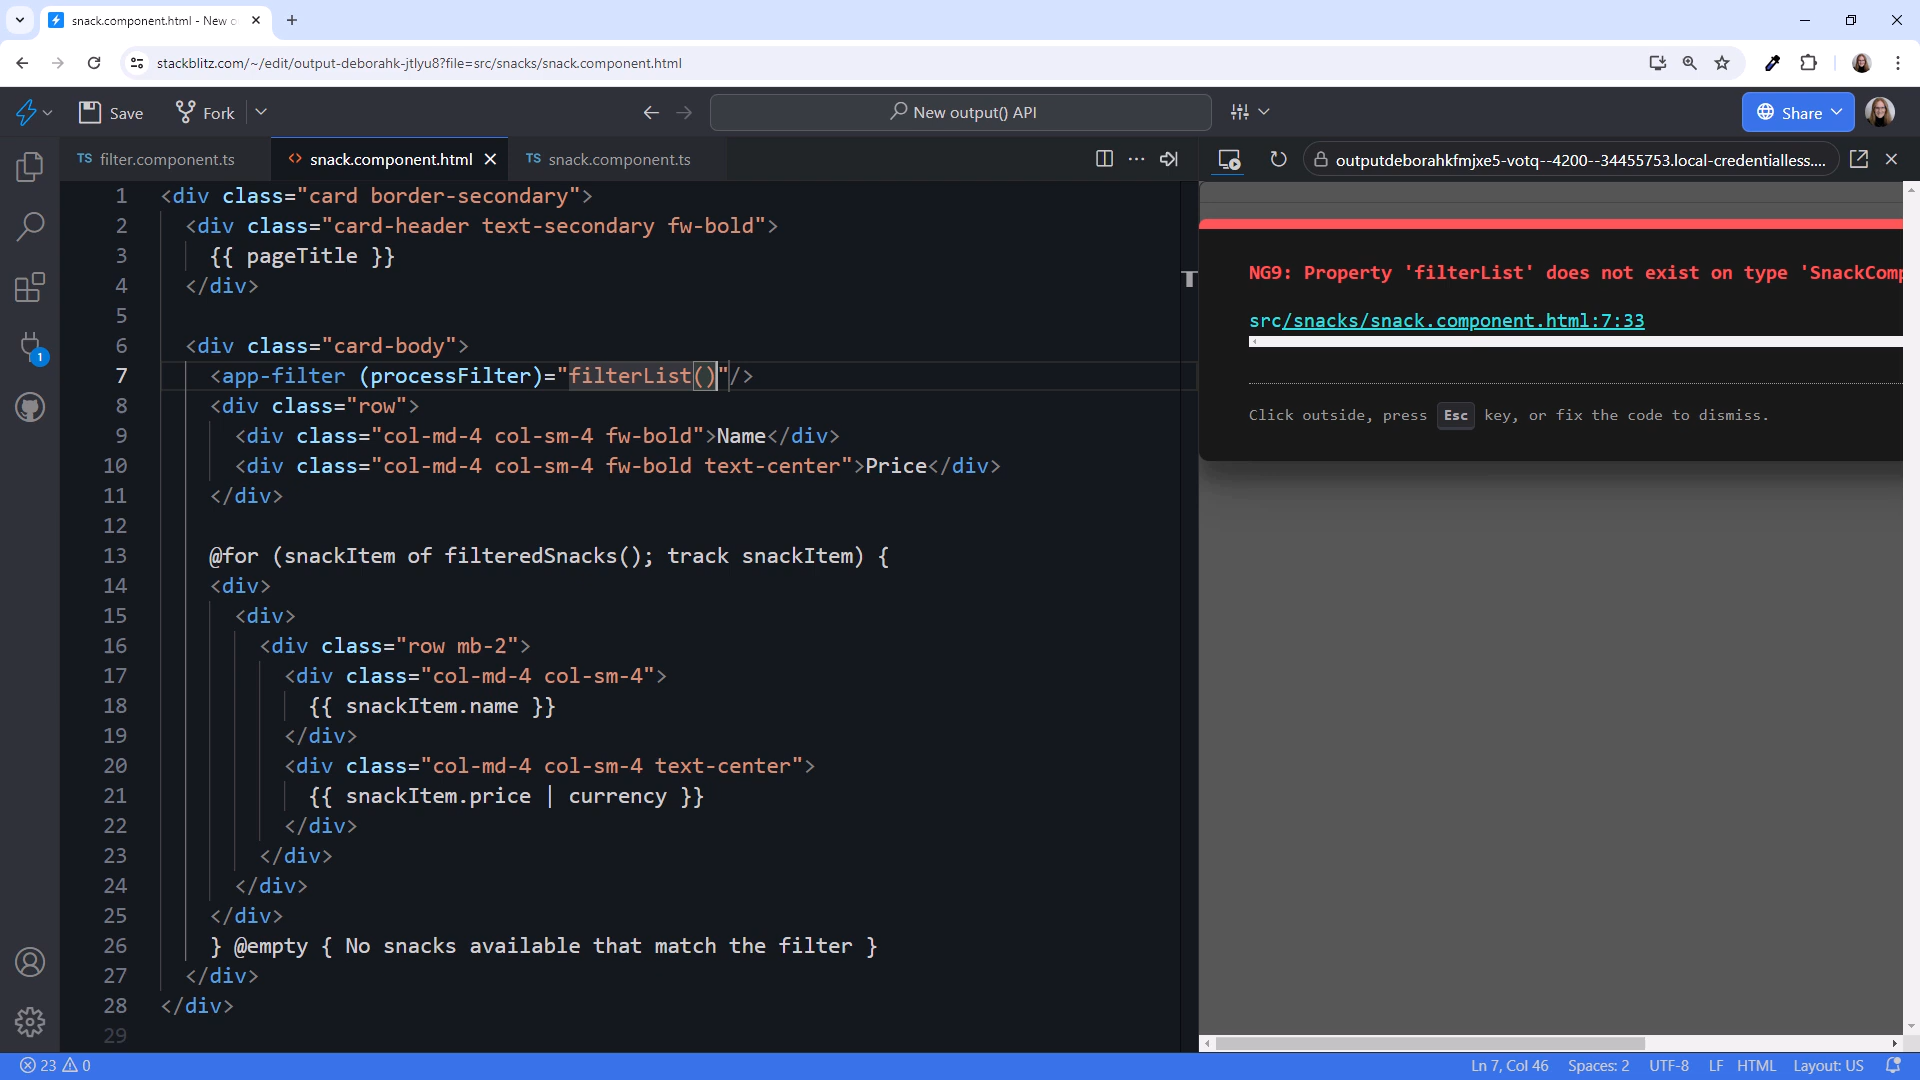 snack.component.html - New o
stackblitz.com/~/edit/output-deborahk-jtlyu8?file=src/snacks/snack.component.html
Save
Fork
New output() API
Share
TS filter.component.ts
<> snack.component.html
TS snack.component.ts
outputdeborahkfmjxe5-votq--4200--34455753.local-credentialless....
1 <div class="card border-secondary">
2 <div class="card-header text-secondary fw-bold">
3 {{ pageTitle }}
4 </div>
5
6 <div class="card-body">
7 <app-filter (processFilter)="filterList()"/>
8 <div class="row">
9 <div class="col-md-4 col-sm-4 fw-bold">Name</div>
10 <div class="col-md-4 col-sm-4 fw-bold text-center">Price</div>
11 </div>
12
13 @for (snackItem of filteredSnacks(); track snackItem) {
14 <div>
15 <div>
16 <div class="row mb-2">
17 <div class="col-md-4 col-sm-4">
18 {{ snackItem.name }}
19 </div>
20 <div class="col-md-4 col-sm-4 text-center">
21 {{ snackItem.price | currency }}
22 </div>
23 </div>
24 </div>
25 </div>
26 } @empty { No snacks available that match the filter }
27 </div>
28 </div>
29
NG9: Property 'filterList' does not exist on type 'SnackComp
src/snacks/snack.component.html:7:33
Click outside, press Esc key, or fix the code to dismiss.
1
23 0
Ln 7, Col 46 Spaces: 2 UTF-8 LF HTML Layout: US